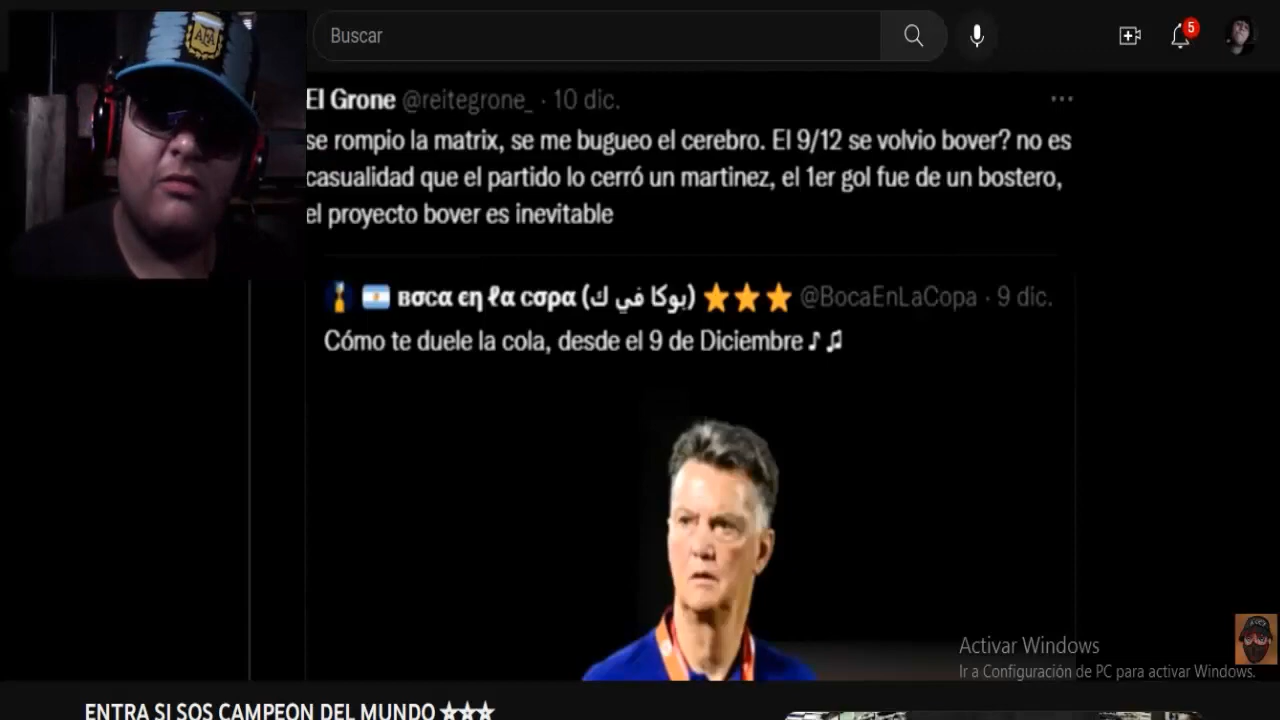 AFA
Buscar
5
El Grone @reitegrone_ · 10 dic.
se rompio la matrix, se me bugueo el cerebro. El 9/12 se volvio bover? no es
casualidad que el partido lo cerró un martinez, el 1er gol fue de un bostero,
el proyecto bover es inevitable
вσcα єη ℓα cσρα (بوكا في ك) ⭐⭐⭐ @BocaEnLaCopa · 9 dic.
Cómo te duele la cola, desde el 9 de Diciembre ♪ ♫
Activar Windows
Ir a Configuración de PC para activar Windows.
ENTRA SI SOS CAMPEON DEL MUNDO ★★★